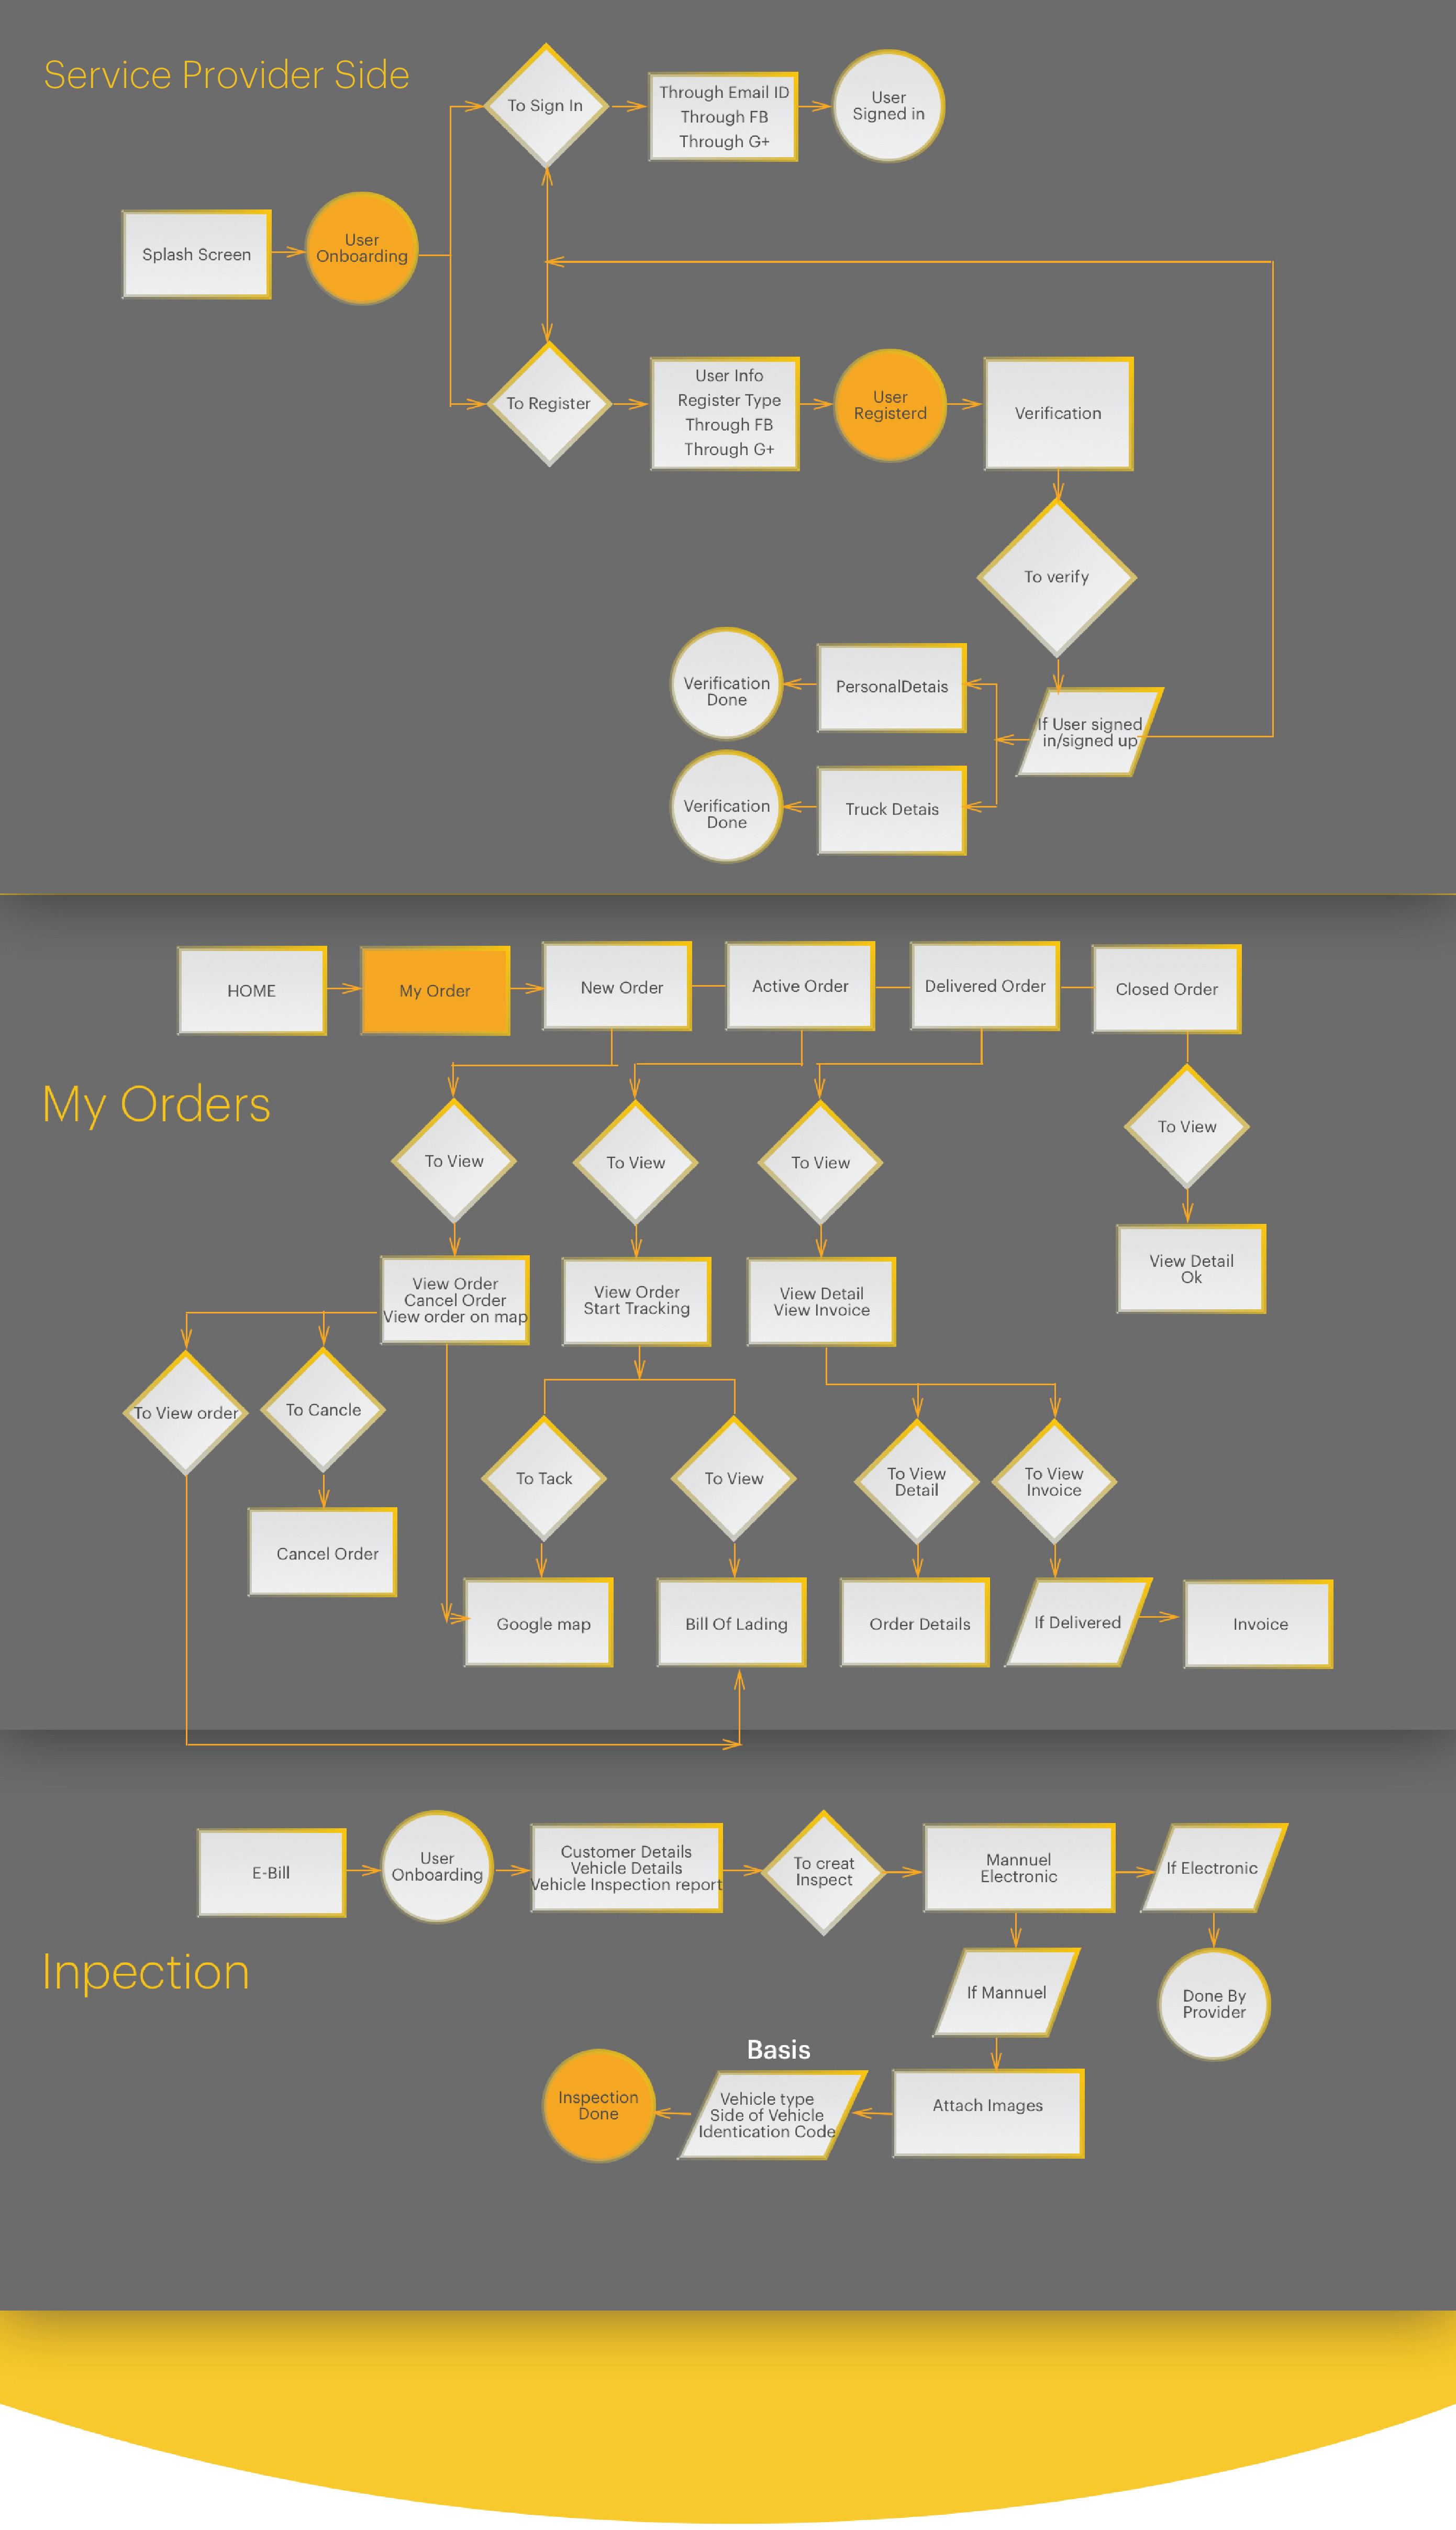 Service Provider Side
To Sign In
Through Email ID
Through FB
Through G+
User
Signed in
Splash Screen
User
Onboarding
To Register
User Info
Register Type
Through FB
Through G+
User
Registerd
Verification
To verify
Verification
Done
PersonalDetais
If User signed
in/signed up
Verification
Done
Truck Detais
HOME
My Order
New Order
Active Order
Delivered Order
Closed Order
My Orders
To View
To View
To View
To View
View Order
Cancel Order
View order on map
View Order
Start Tracking
View Detail
View Invoice
View Detail
Ok
To View order
To Cancle
To Tack
To View
To View
Detail
To View
Invoice
Cancel Order
Google map
Bill Of Lading
Order Details
If Delivered
Invoice
E-Bill
User
Onboarding
Customer Details
Vehicle Details
Vehicle Inspection report
To creat
Inspect
Mannuel
Electronic
If Electronic
Inpection
If Mannuel
Done By
Provider
Basis
Inspection
Done
Vehicle type
Side of Vehicle
Identication Code
Attach Images